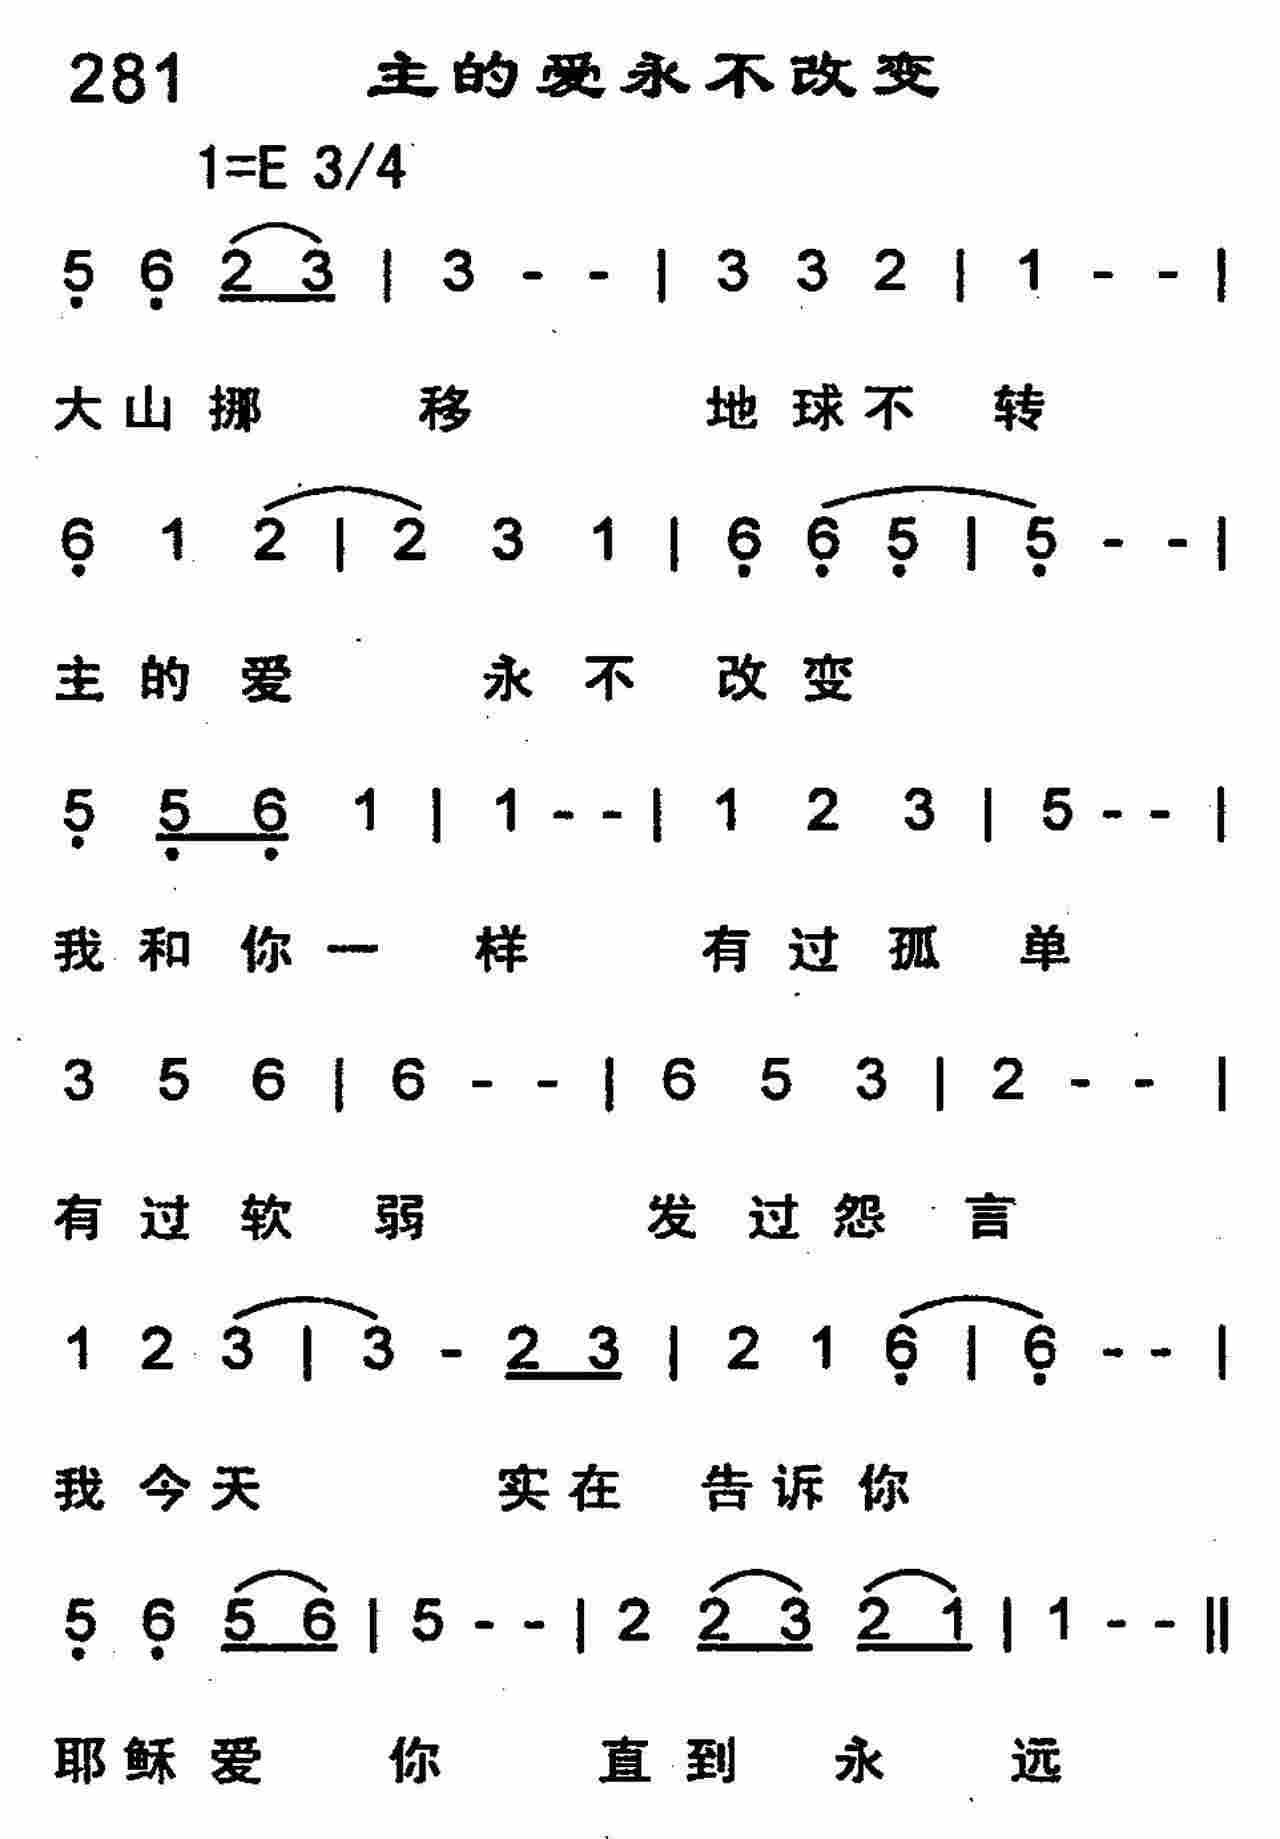 281 主的爱永不改变
1=E 3/4
5̣ 6̣ 2 3 | 3 - - | 3 3 2 | 1 - - |
大山挪 移 地球不 转
6̣ 1 2 | 2 3 1 | 6̣ 6̣ 5̣ | 5̣ - - |
主的爱 永不 改变
5̣ 5̣ 6̣ 1 | 1 - - | 1 2 3 | 5 - - |
我和你一 样 有过孤 单
3 5 6 | 6 - - | 6 5 3 | 2 - - |
有过软 弱 发过怨 言
1 2 3 | 3 - 2 3 | 2 1 6̣ | 6̣ - - |
我今天 实在 告诉你
5̣ 6̣ 5 6 | 5 - - | 2 2 3 2 1 | 1 - - ||
耶稣爱 你 直到 永 远